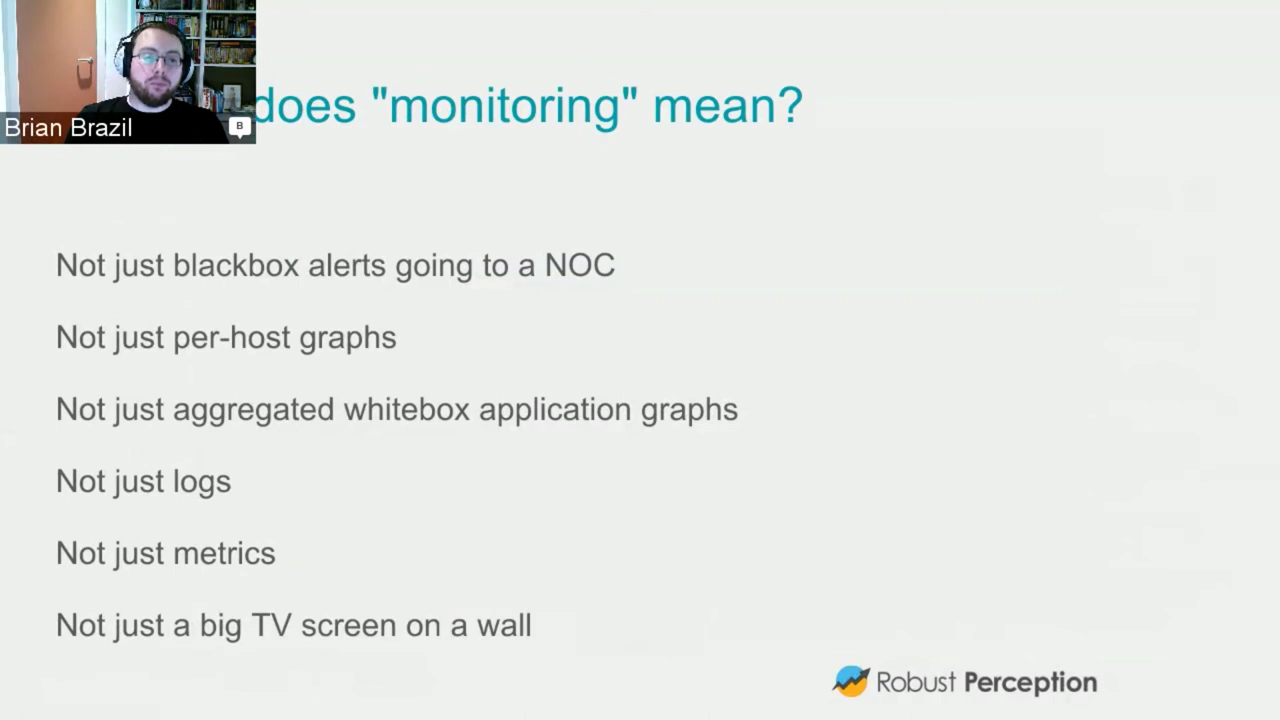 does "monitoring" mean?
Brian Brazil
B
Not just blackbox alerts going to a NOC
Not just per-host graphs
Not just aggregated whitebox application graphs
Not just logs
Not just metrics
Not just a big TV screen on a wall
Robust Perception